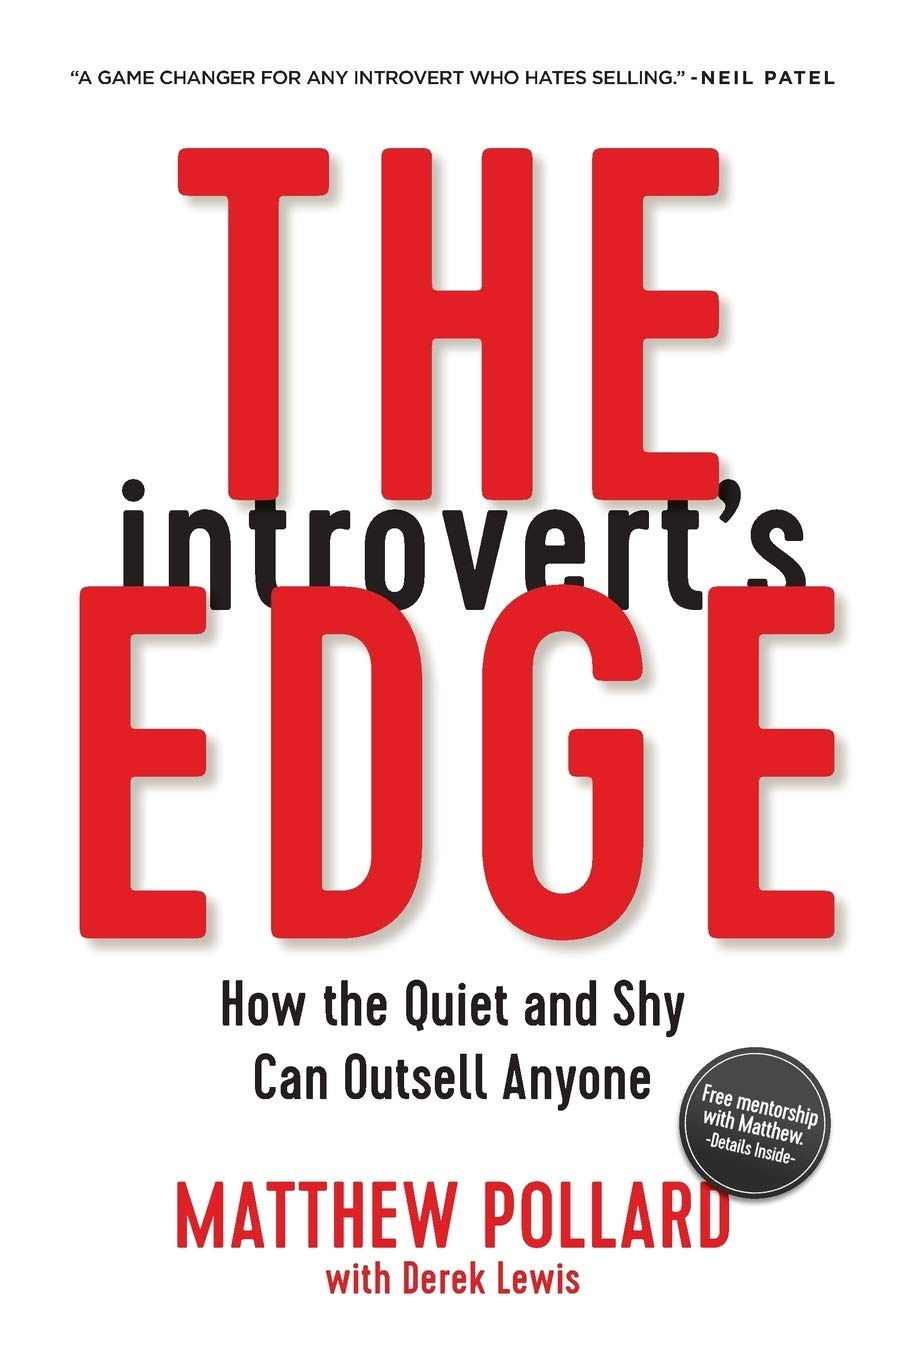 “A GAME CHANGER FOR ANY INTROVERT WHO HATES SELLING.” -NEIL PATEL
THE
introvert’s
EDGE
How the Quiet and Shy
Can Outsell Anyone
Free mentorship
with Matthew.
-Details Inside-
MATTHEW POLLARD
with Derek Lewis